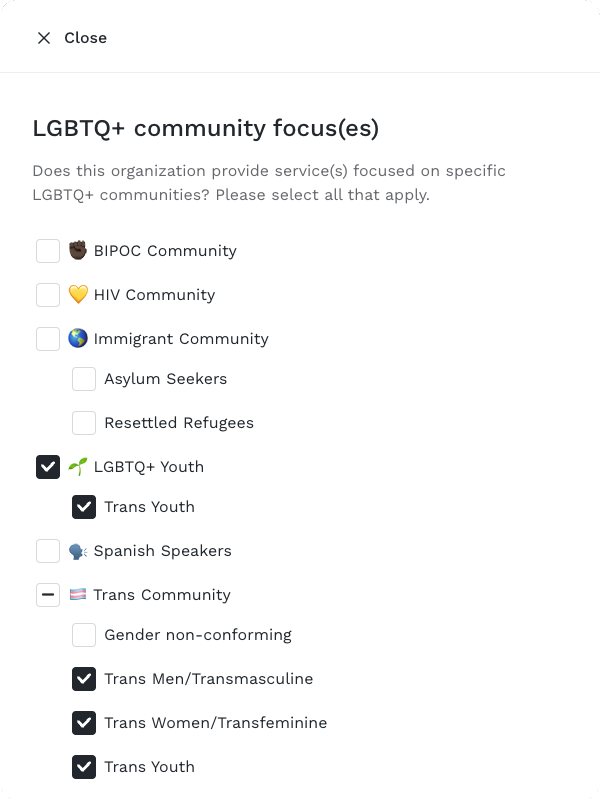 Close
LGBTQ+ community focus(es)
Does this organization provide service(s) focused on specific
LGBTQ+ communities? Please select all that apply.
✊🏿 BIPOC Community
💛 HIV Community
🌎 Immigrant Community
Asylum Seekers
Resettled Refugees
🌱 LGBTQ+ Youth
Trans Youth
🗣️ Spanish Speakers
🏳️‍⚧️ Trans Community
Gender non-conforming
Trans Men/Transmasculine
Trans Women/Transfeminine
Trans Youth